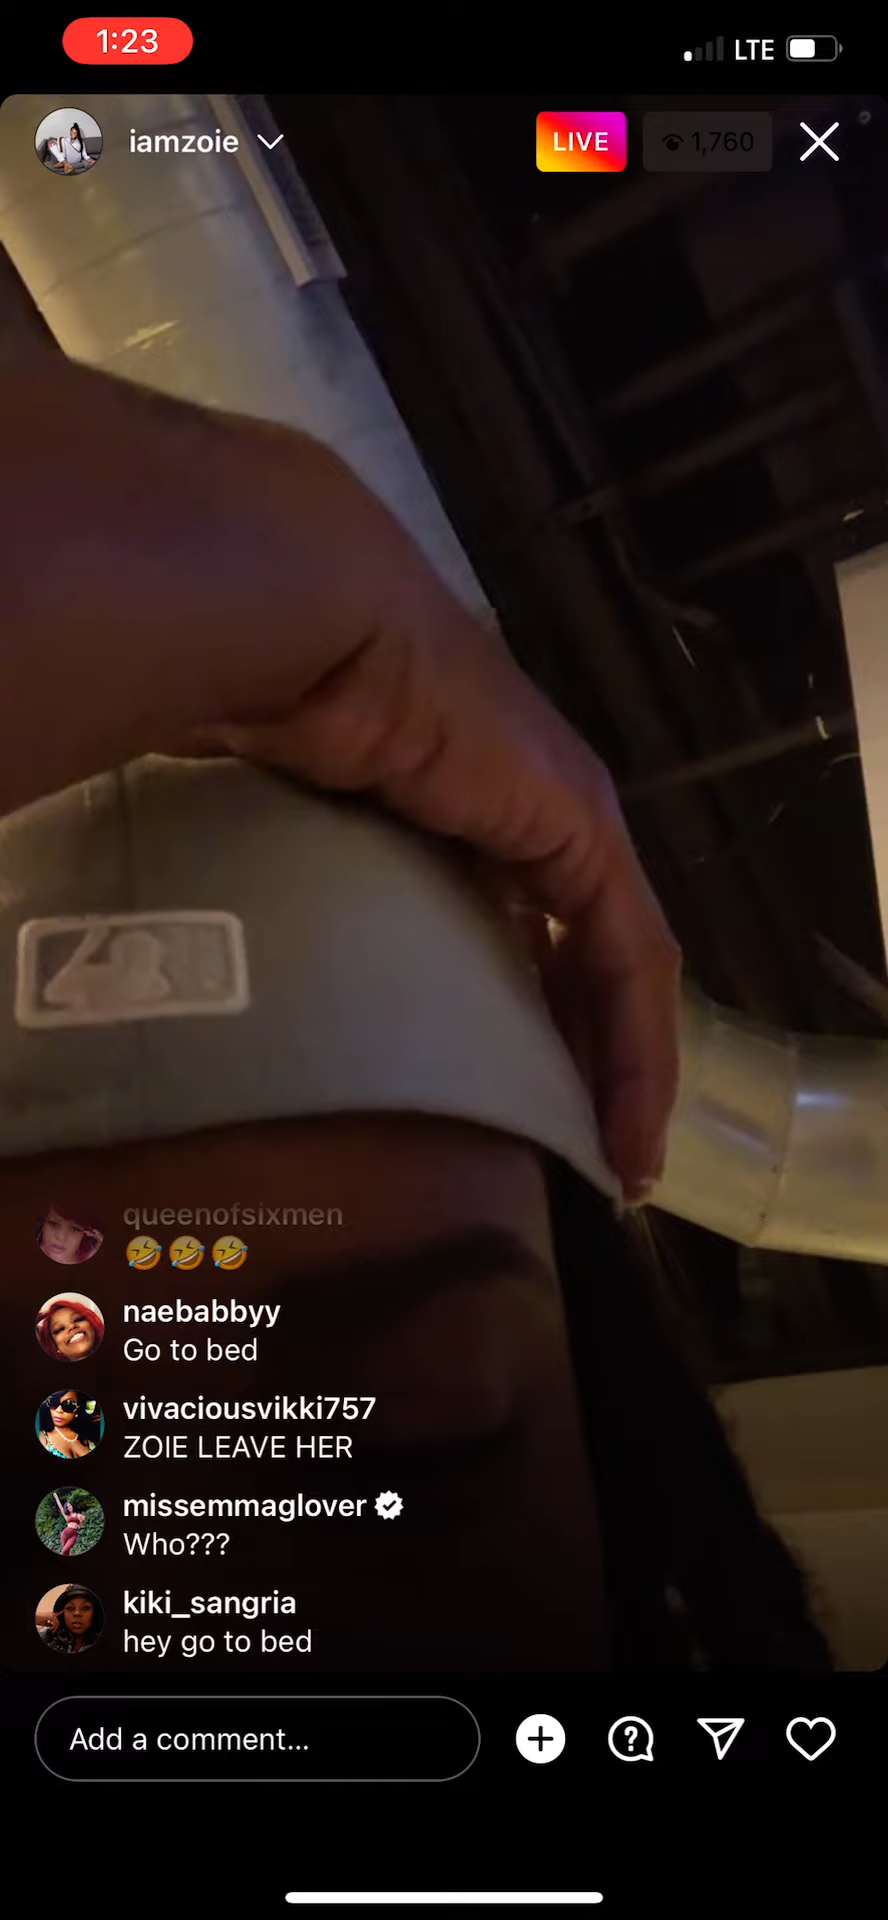 1:23
LTE
iamzoie
LIVE
1,760
queenofsixmen
🤣🤣🤣
naebabbyy
Go to bed
vivaciousvikki757
ZOIE LEAVE HER
missemmaglover
Who???
kiki_sangria
hey go to bed
Add a comment...